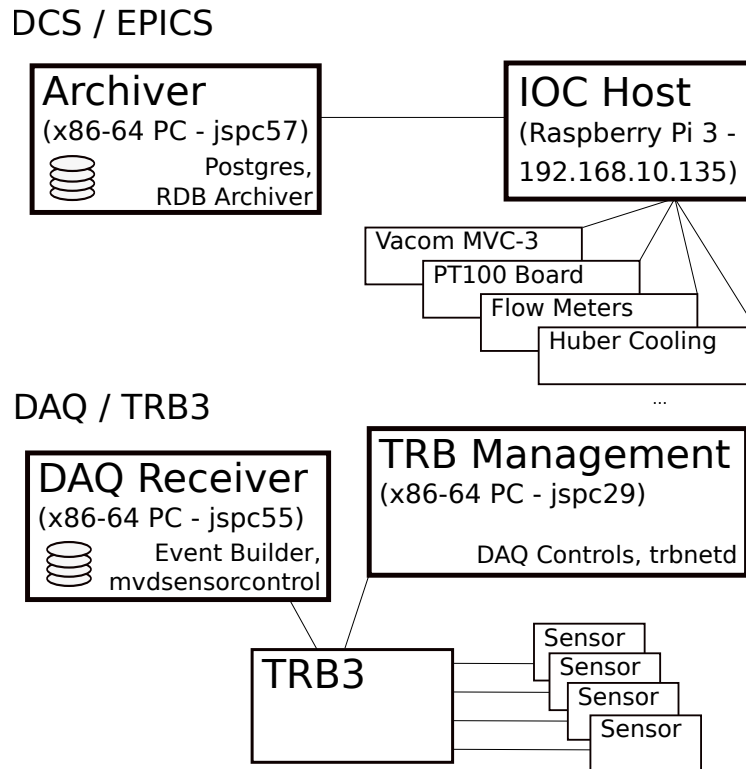 DCS / EPICS
Archiver
(x86-64 PC - jspc57)
Postgres,
RDB Archiver
IOC Host
(Raspberry Pi 3 -
192.168.10.135)
Vacom MVC-3
PT100 Board
Flow Meters
Huber Cooling
...
DAQ / TRB3
DAQ Receiver
(x86-64 PC - jspc55)
Event Builder,
mvdsensorcontrol
TRB Management
(x86-64 PC - jspc29)
DAQ Controls, trbnetd
TRB3
Sensor
Sensor
Sensor
Sensor